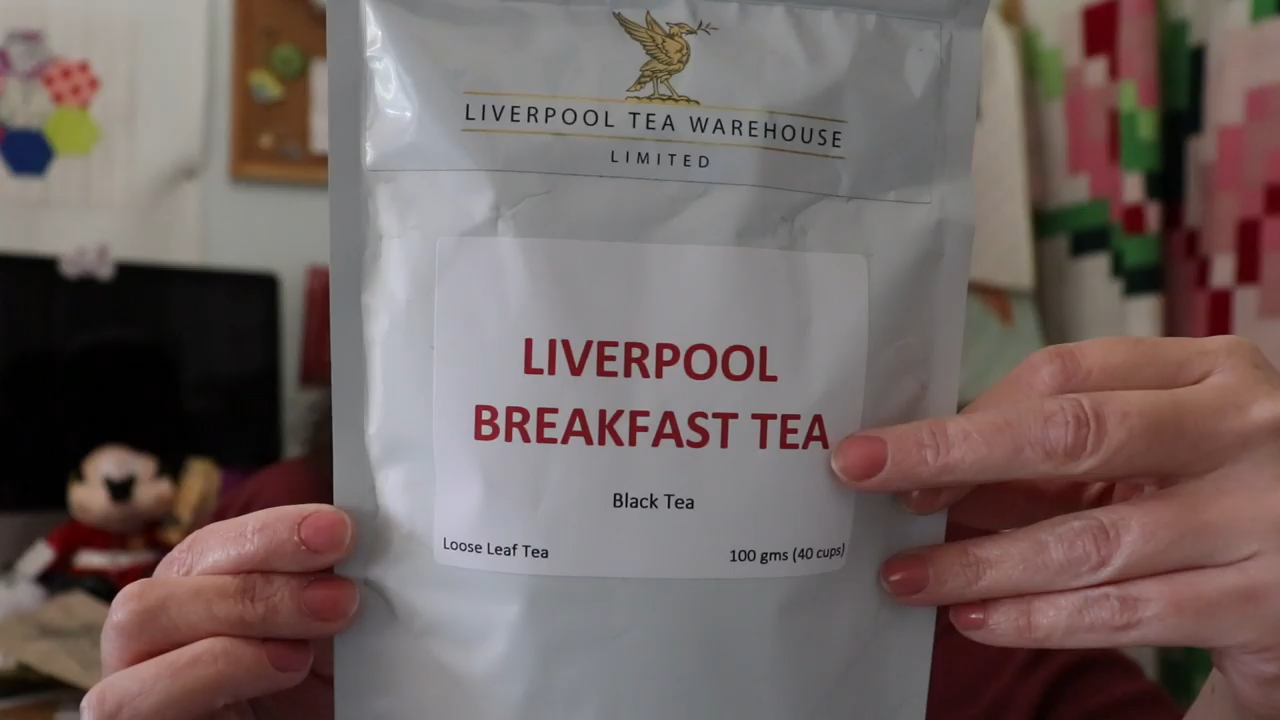 LIVERPOOL TEA WAREHOUSE
LIMITED
LIVERPOOL
BREAKFAST TEA
Black Tea
Loose Leaf Tea
100 gms (40 cups)